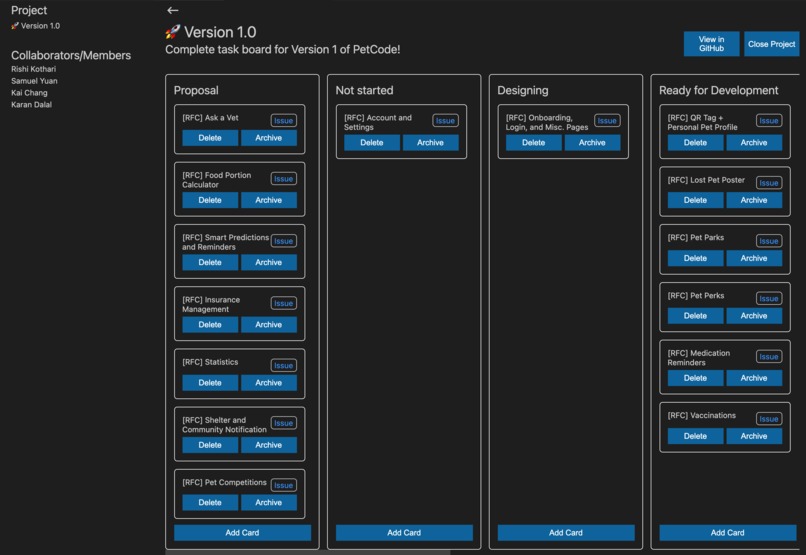 Project
🚀 Version 1.0
Collaborators/Members
Rishi Kothari
Samuel Yuan
Kai Chang
Karan Dalal
←
🚀 Version 1.0
Complete task board for Version 1 of PetCode!
View in
GitHub
Close Project
Proposal
[RFC] Ask a Vet
Issue
Delete
Archive
[RFC] Food Portion
Calculator
Issue
Delete
Archive
[RFC] Smart Predictions
and Reminders
Issue
Delete
Archive
[RFC] Insurance
Management
Issue
Delete
Archive
[RFC] Statistics
Issue
Delete
Archive
[RFC] Shelter and
Community Notification
Issue
Delete
Archive
[RFC] Pet Competitions
Issue
Delete
Archive
Add Card
Not started
[RFC] Account and
Settings
Issue
Delete
Archive
Add Card
Designing
[RFC] Onboarding,
Login, and Misc. Pages
Issue
Delete
Archive
Add Card
Ready for Development
[RFC] QR Tag +
Personal Pet Profile
Issue
Delete
Archive
[RFC] Lost Pet Poster
Issue
Delete
Archive
[RFC] Pet Parks
Issue
Delete
Archive
[RFC] Pet Perks
Issue
Delete
Archive
[RFC] Medication
Reminders
Issue
Delete
Archive
[RFC] Vaccinations
Issue
Delete
Archive
Add Card